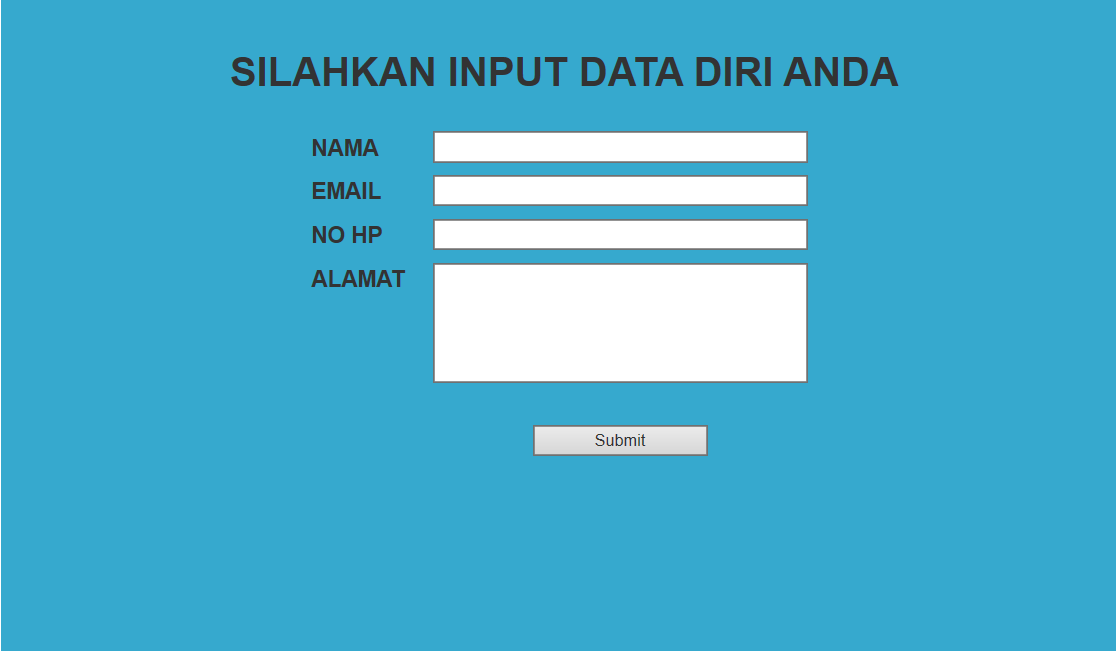 SILAHKAN INPUT DATA DIRI ANDA
NAMA
EMAIL
NO HP
ALAMAT
Submit